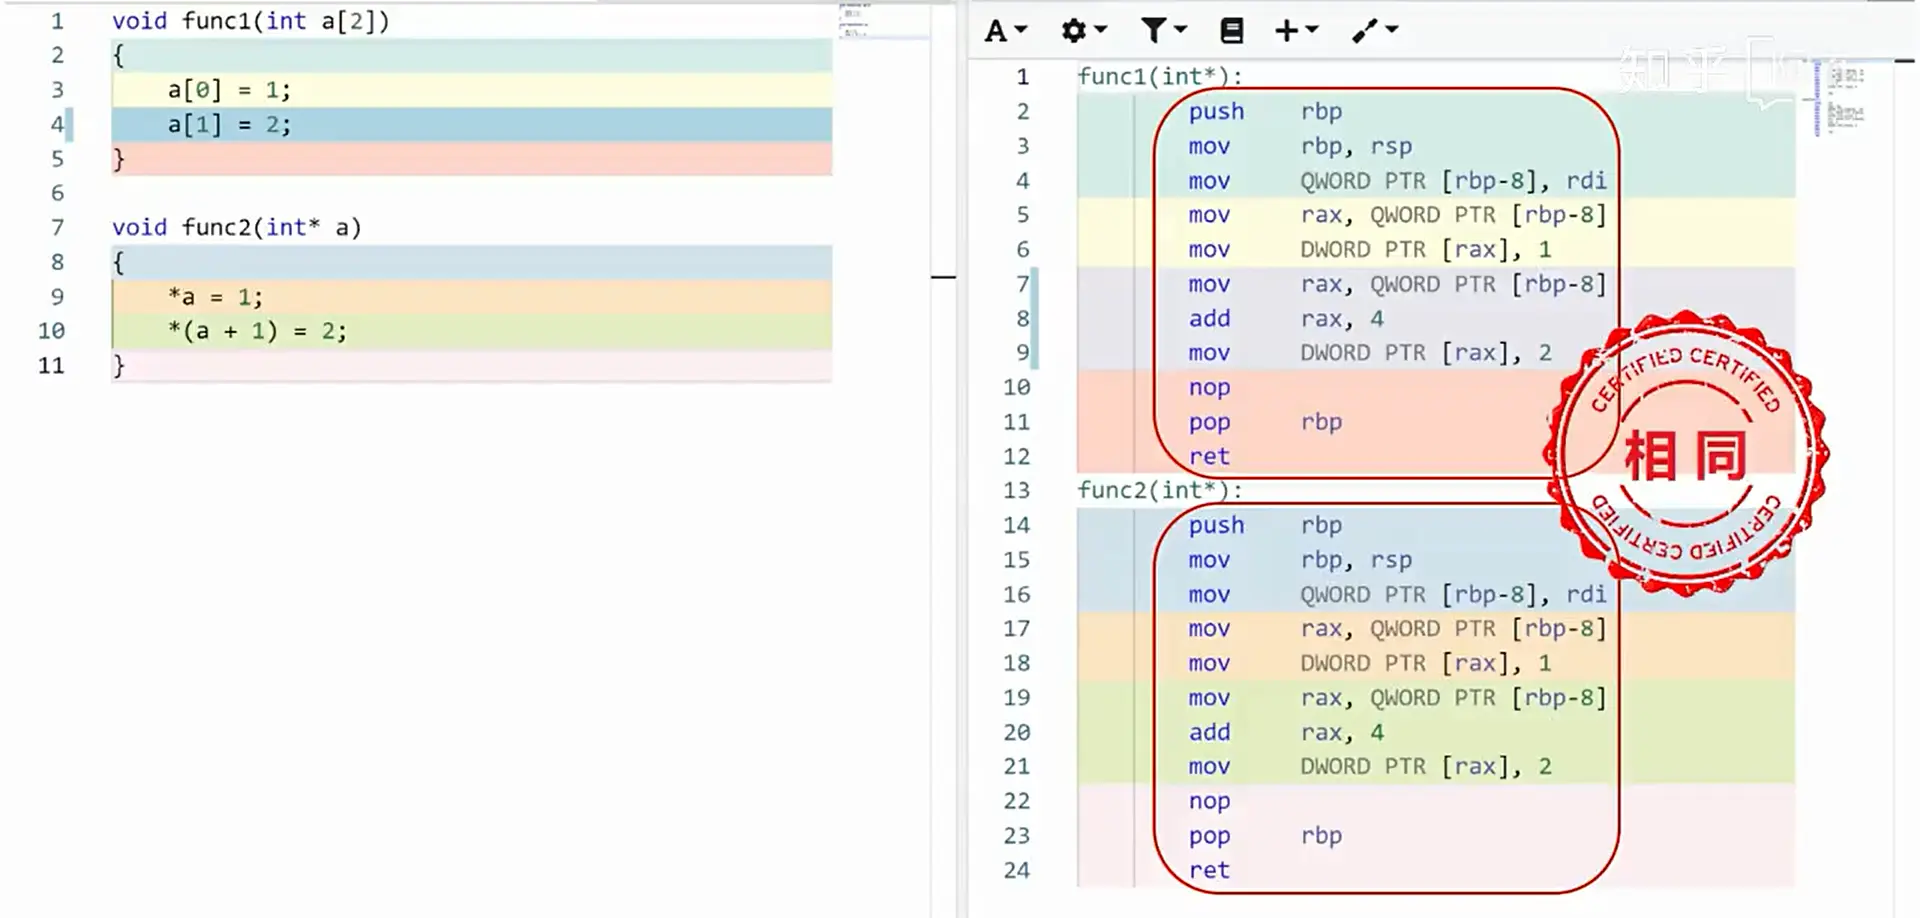 1 void func1(int a[2])
2 {
3 a[0] = 1;
4 a[1] = 2;
5 }
6
7 void func2(int* a)
8 {
9 *a = 1;
10 *(a + 1) = 2;
11 }
A
知乎
1 func1(int*):
2 push rbp
3 mov rbp, rsp
4 mov QWORD PTR [rbp-8], rdi
5 mov rax, QWORD PTR [rbp-8]
6 mov DWORD PTR [rax], 1
7 mov rax, QWORD PTR [rbp-8]
8 add rax, 4
9 mov DWORD PTR [rax], 2
10 nop
11 pop rbp
12 ret
13 func2(int*):
14 push rbp
15 mov rbp, rsp
16 mov QWORD PTR [rbp-8], rdi
17 mov rax, QWORD PTR [rbp-8]
18 mov DWORD PTR [rax], 1
19 mov rax, QWORD PTR [rbp-8]
20 add rax, 4
21 mov DWORD PTR [rax], 2
22 nop
23 pop rbp
24 ret
CERTIFIED CERTIFIED
相同
CERTIFIED CERTIFIED